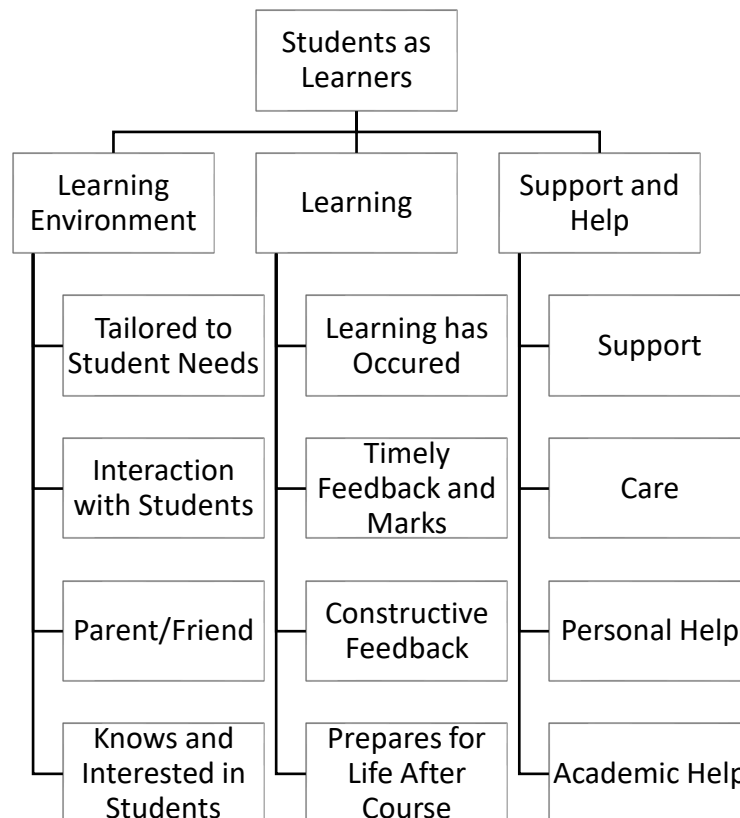 Students as
Learners
Learning
Environment
Learning
Support and
Help
Tailored to
Student Needs
Interaction
with Students
Parent/Friend
Knows and
Interested in
Students
Learning has
Occured
Timely
Feedback and
Marks
Constructive
Feedback
Prepares for
Life After
Course
Support
Care
Personal Help
Academic Help